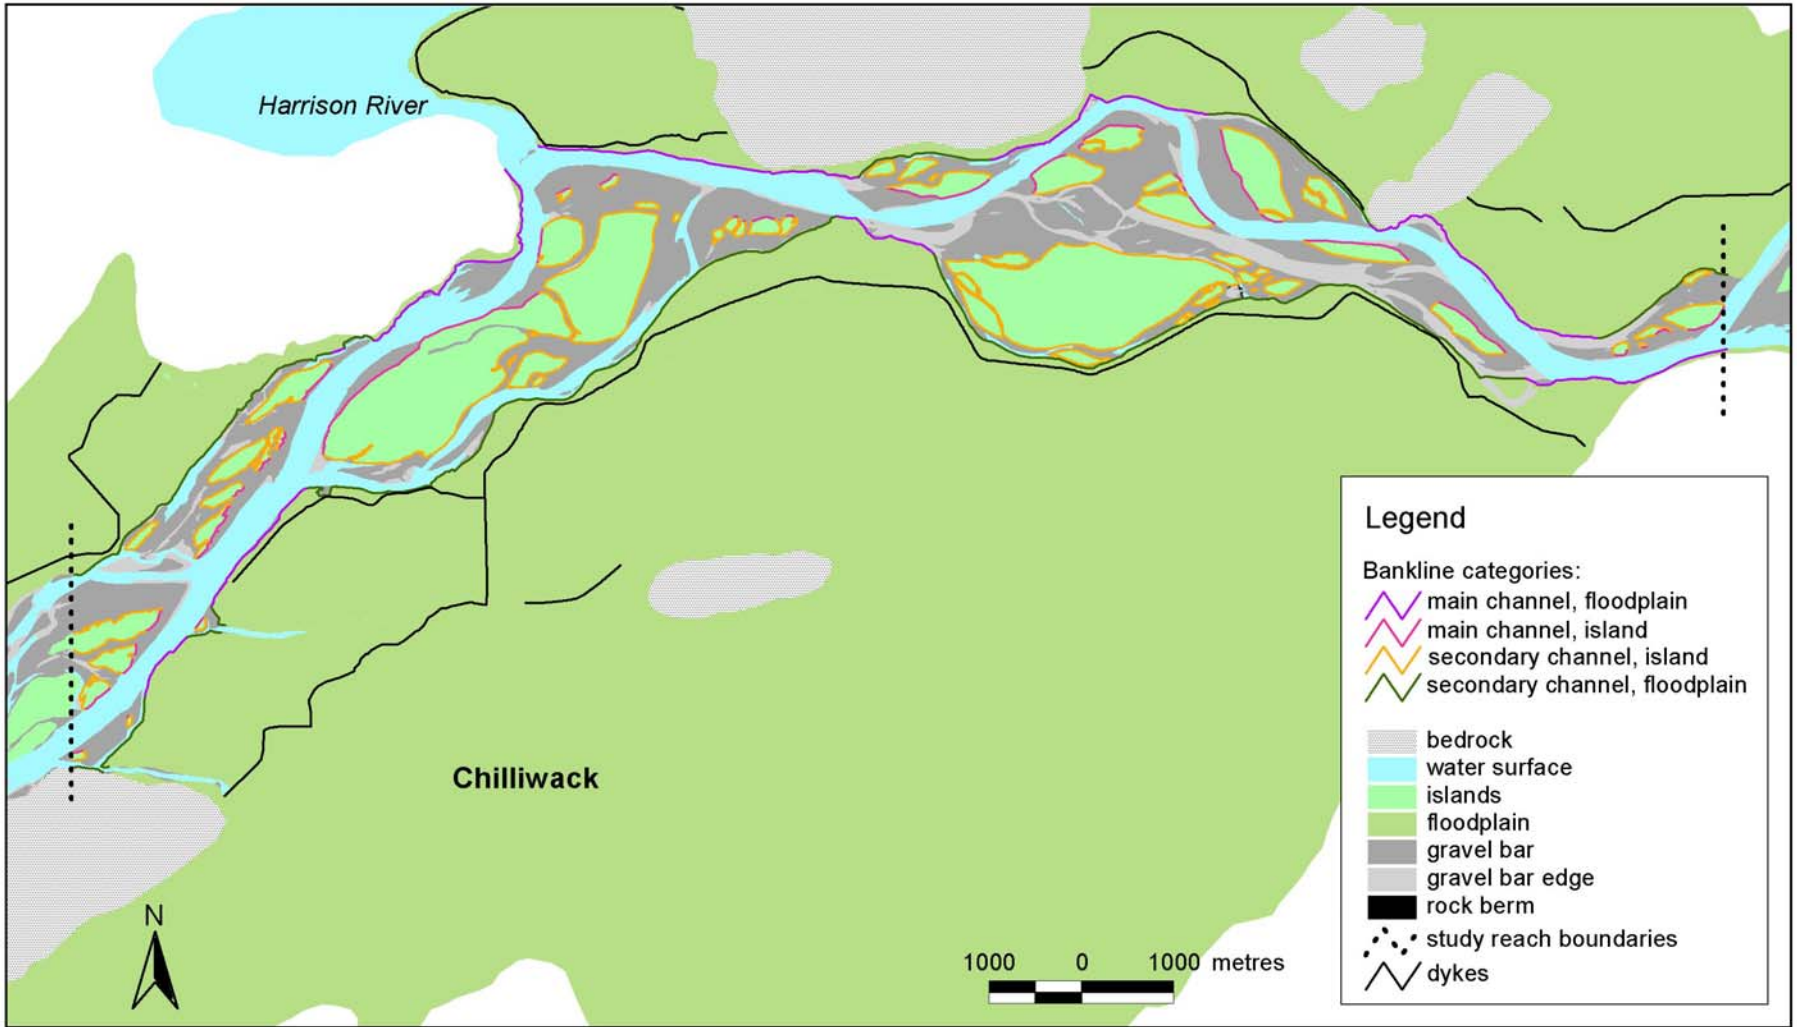 Harrison River
Chilliwack
N
1000 0 1000 metres
Legend
Bankline categories:
main channel, floodplain
main channel, island
secondary channel, island
secondary channel, floodplain
bedrock
water surface
islands
floodplain
gravel bar
gravel bar edge
rock berm
study reach boundaries
dykes